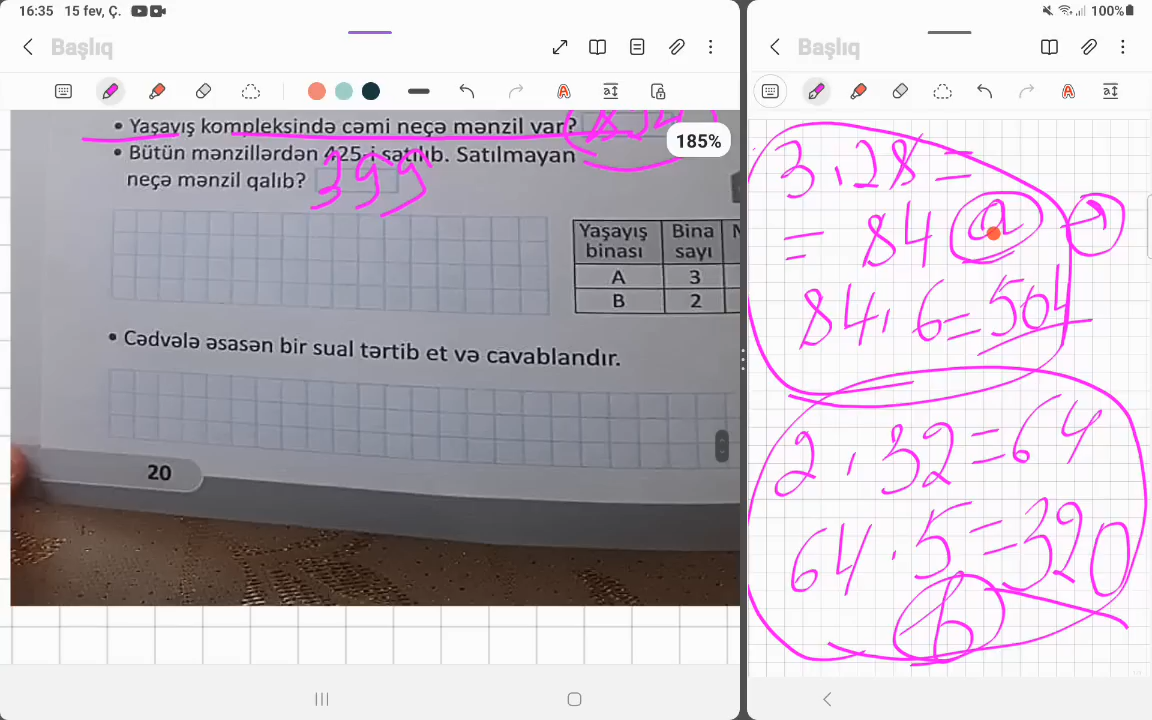 16:35 15 fev, Ç.
100%
Başlıq
Başlıq
• Yaşayış kompleksində cəmi neçə mənzil var? 824
185%
• Bütün mənzillərdən 425-i satılıb. Satılmayan
neçə mənzil qalıb? 399
Yaşayış binası Bina sayı
A 3
B 2
• Cədvələ əsasən bir sual tərtib et və cavablandır.
20
3 . 28 =
= 84 a
84 . 6 = 504
2 . 32 = 64
64 . 5 = 320
b